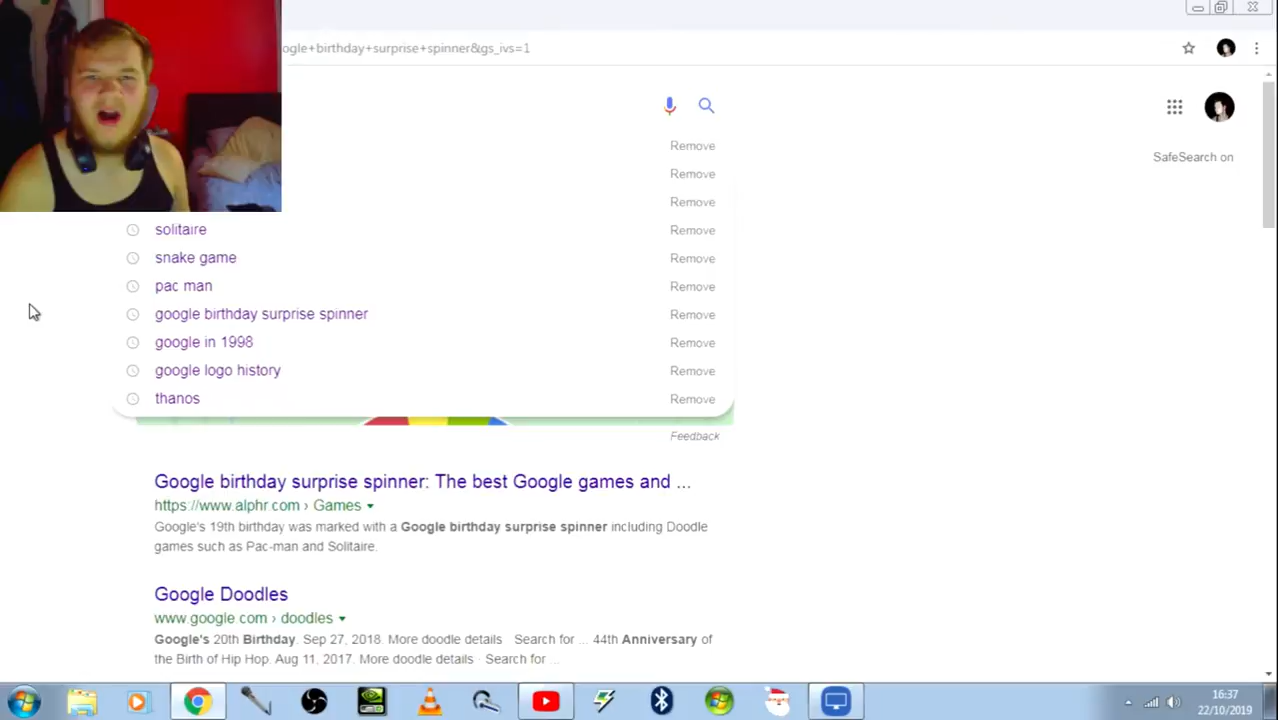 ogle+birthday+surprise+spinner&gs_ivs=1
Remove
Remove
SafeSearch on
Remove
solitaire Remove
snake game Remove
pac man Remove
google birthday surprise spinner Remove
google in 1998 Remove
google logo history Remove
thanos Remove
Feedback
Google birthday surprise spinner: The best Google games and ...
https://www.alphr.com › Games
Google's 19th birthday was marked with a Google birthday surprise spinner including Doodle
games such as Pac-man and Solitaire.
Google Doodles
www.google.com › doodles
Google's 20th Birthday. Sep 27, 2018. More doodle details · Search for ... 44th Anniversary of
the Birth of Hip Hop. Aug 11, 2017. More doodle details · Search for ...
16:37
22/10/2019